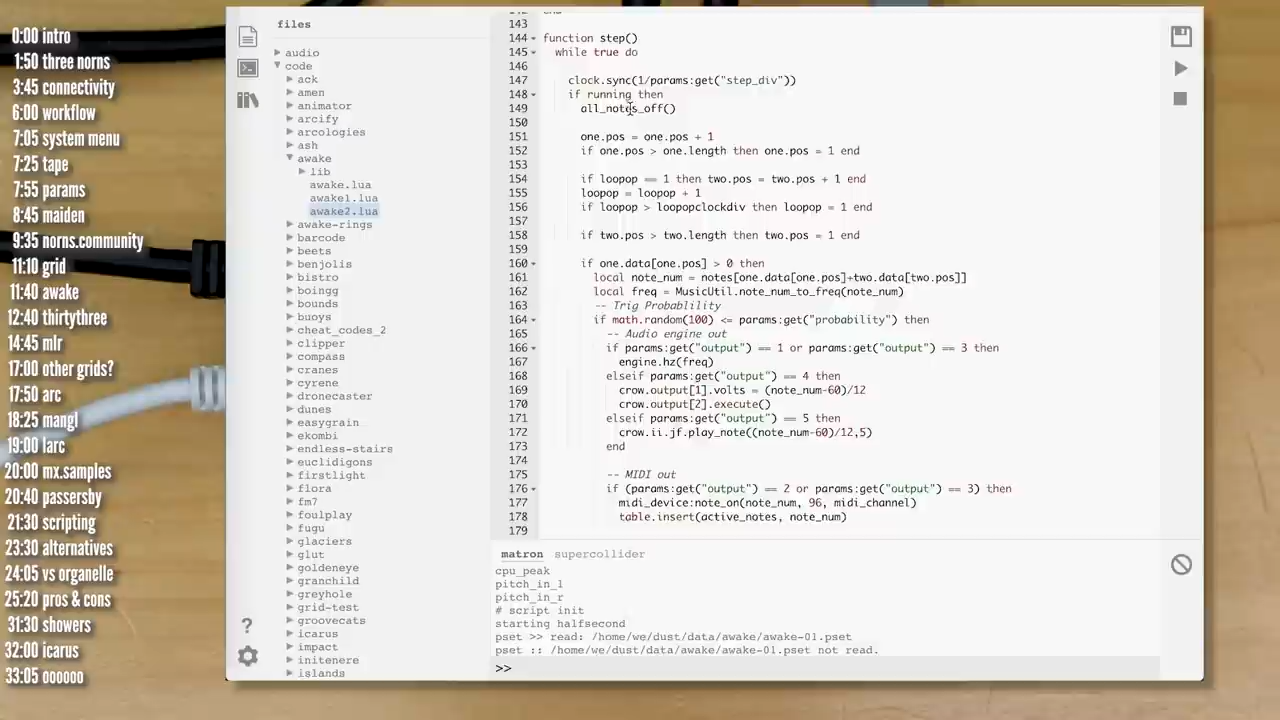 0:00 intro
1:50 three norns
3:45 connectivity
6:00 workflow
7:05 system menu
7:25 tape
7:55 params
8:45 maiden
9:35 norns.community
11:10 grid
11:40 awake
12:40 thirtythree
14:45 mlr
17:00 other grids?
17:50 arc
18:25 mangl
19:00 larc
20:00 mx.samples
20:40 passersby
21:30 scripting
23:30 alternatives
24:05 vs organelle
25:20 pros & cons
31:30 showers
32:00 icarus
33:05 oooooo
files
audio
code
ack
amen
animator
arcify
arcologies
ash
awake
lib
awake.lua
awake1.lua
awake2.lua
awake-rings
barcode
beets
benjolis
bistro
boingg
bounds
buoys
cheat_codes_2
clipper
compass
cranes
cyrene
dronecaster
dunes
easygrain
ekombi
endless-stairs
euclidigons
firstlight
flora
fm7
foulplay
fugu
glaciers
glut
goldeneye
granchild
greyhole
grid-test
groovecats
icarus
impact
initenere
islands
143
144 function step()
145 while true do
146
147 clock.sync(1/params:get("step_div"))
148 if running then
149 all_notes_off()
150
151 one.pos = one.pos + 1
152 if one.pos > one.length then one.pos = 1 end
153
154 if loopop == 1 then two.pos = two.pos + 1 end
155 loopop = loopop + 1
156 if loopop > loopopclockdiv then loopop = 1 end
157
158 if two.pos > two.length then two.pos = 1 end
159
160 if one.data[one.pos] > 0 then
161 local note_num = notes[one.data[one.pos]+two.data[two.pos]]
162 local freq = MusicUtil.note_num_to_freq(note_num)
163 -- Trig Probablility
164 if math.random(100) <= params:get("probability") then
165 -- Audio engine out
166 if params:get("output") == 1 or params:get("output") == 3 then
167 engine.hz(freq)
168 elseif params:get("output") == 4 then
169 crow.output[1].volts = (note_num-60)/12
170 crow.output[2].execute()
171 elseif params:get("output") == 5 then
172 crow.ii.jf.play_note((note_num-60)/12,5)
173 end
174
175 -- MIDI out
176 if (params:get("output") == 2 or params:get("output") == 3) then
177 midi_device:note_on(note_num, 96, midi_channel)
178 table.insert(active_notes, note_num)
179
matron supercollider
cpu_peak
pitch_in_l
pitch_in_r
# script init
starting halfsecond
pset >> read: /home/we/dust/data/awake/awake-01.pset
pset :: /home/we/dust/data/awake/awake-01.pset not read.
>>
?